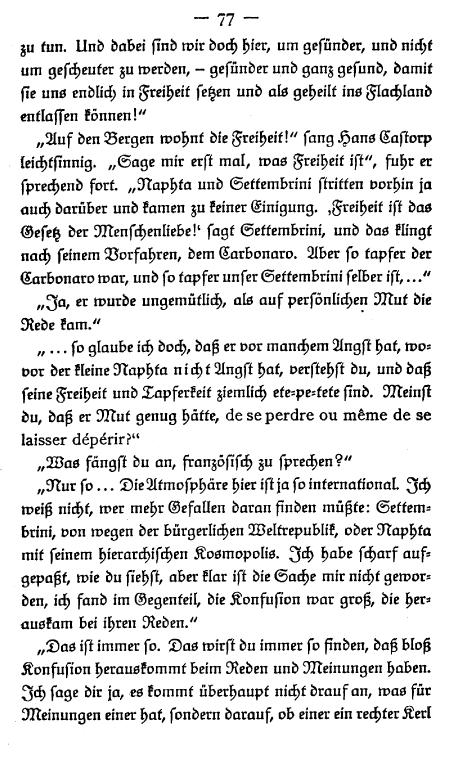 — 77 —
zu tun. Und dabei sind wir doch hier, um gesünder, und nicht
um gescheuter zu werden, – gesünder und ganz gesund, damit
sie uns endlich in Freiheit setzen und als geheilt ins Flachland
entlassen können!“
„Auf den Bergen wohnt die Freiheit!“ sang Hans Castorp
leichtsinnig. „Sage mir erst mal, was Freiheit ist“, fuhr er
sprechend fort. „Naphta und Settembrini stritten vorhin ja
auch darüber und kamen zu keiner Einigung. ‚Freiheit ist das
Gesetz der Menschenliebe!‘ sagt Settembrini, und das klingt
nach seinem Vorfahren, dem Carbonaro. Aber so tapfer der
Carbonaro war, und so tapfer unser Settembrini selber ist, ...“
„Ja, er wurde ungemütlich, als auf persönlichen Mut die
Rede kam.“
„ ... so glaube ich doch, daß er vor manchem Angst hat, wo-
vor der kleine Naphta nicht Angst hat, verstehst du, und daß
seine Freiheit und Tapferkeit ziemlich ete-pe-tete sind. Meinst
du, daß er Mut genug hätte, de se perdre ou même de se
laisser dépérir?“
„Was fängst du an, französisch zu sprechen?“
„Nur so ... Die Atmosphäre hier ist ja so international. Ich
weiß nicht, wer mehr Gefallen daran finden müßte: Settem-
brini, von wegen der bürgerlichen Weltrepublik, oder Naphta
mit seinem hierarchischen Kosmopolis. Ich habe scharf auf-
gepaßt, wie du siehst, aber klar ist die Sache mir nicht gewor-
den, ich fand im Gegenteil, die Konfusion war groß, die her-
auskam bei ihren Reden.“
„Das ist immer so. Das wirst du immer so finden, daß bloß
Konfusion herauskommt beim Reden und Meinungen haben.
Ich sage dir ja, es kommt überhaupt nicht drauf an, was für
Meinungen einer hat, sondern darauf, ob einer ein rechter Kerl